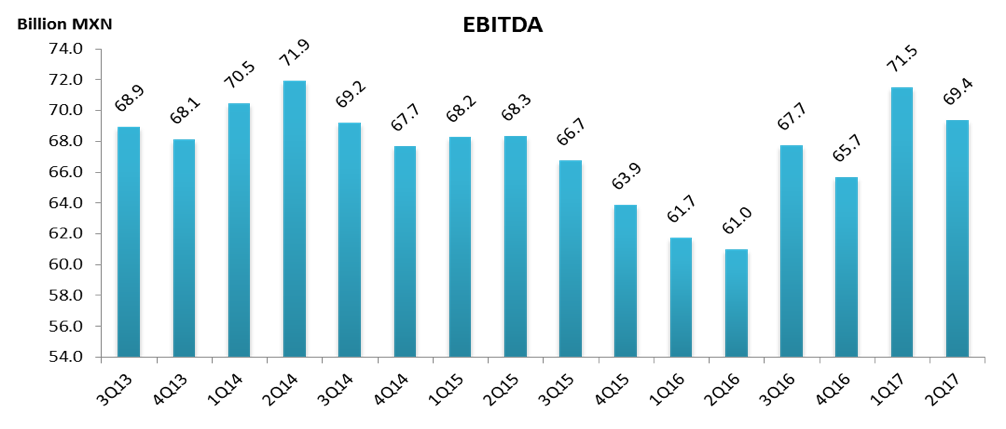 Billion MXN
EBITDA
74.0
72.0
70.0
68.0
66.0
64.0
62.0
60.0
58.0
56.0
54.0
68.9
68.1
70.5
71.9
69.2
67.7
68.2
68.3
66.7
63.9
61.7
61.0
67.7
65.7
71.5
69.4
3Q13
4Q13
1Q14
2Q14
3Q14
4Q14
1Q15
2Q15
3Q15
4Q15
1Q16
2Q16
3Q16
4Q16
1Q17
2Q17